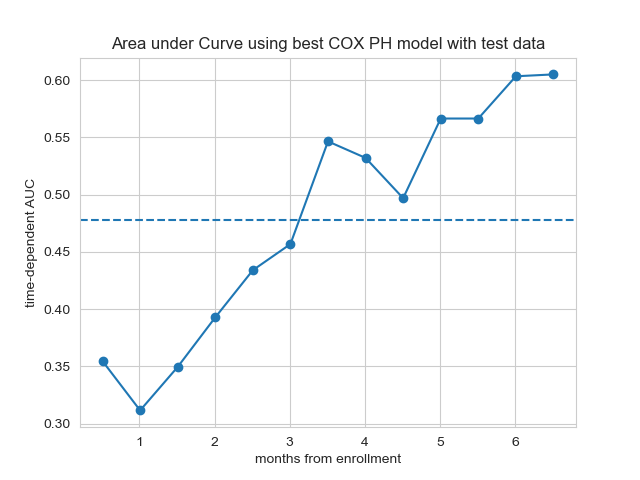 Area under Curve using best COX PH model with test data
time-dependent AUC
0.60
0.55
0.50
0.45
0.40
0.35
0.30
1 2 3 4 5 6
months from enrollment